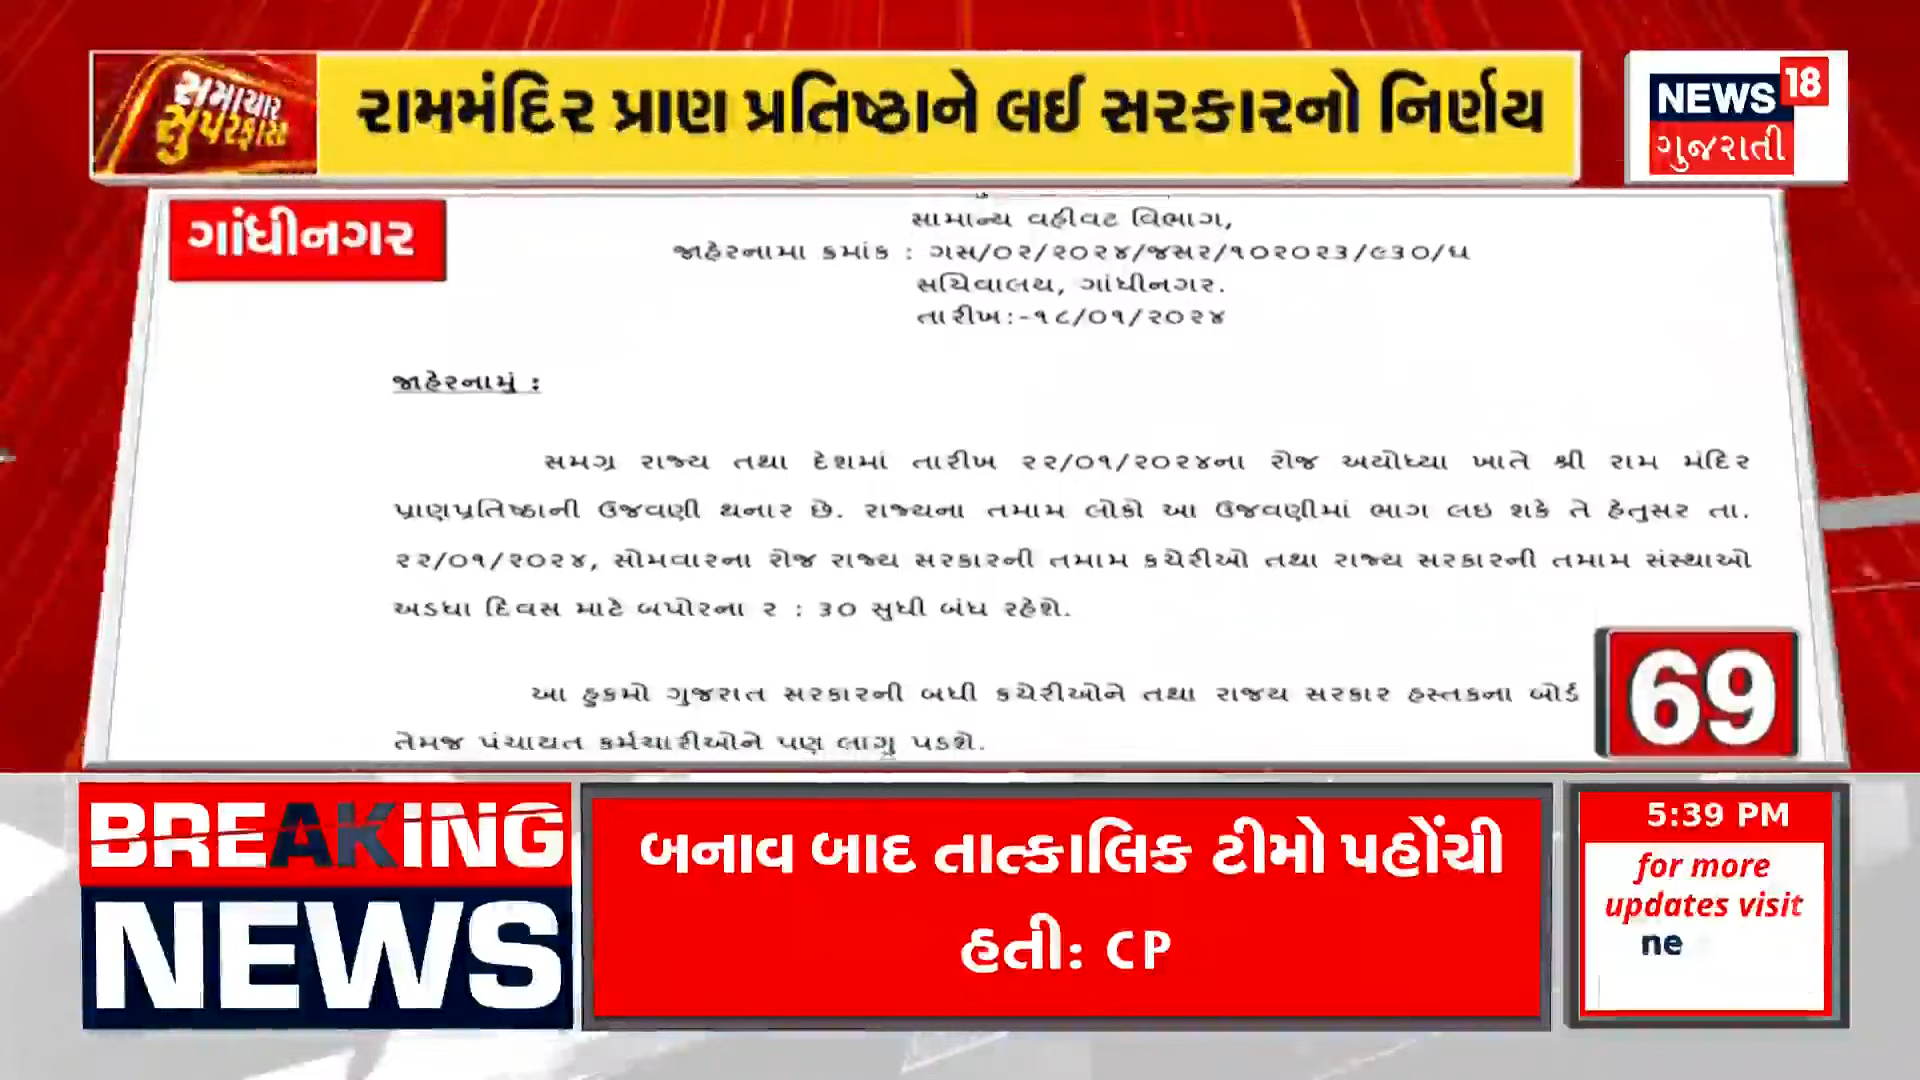 સમાચાર
સુપરફાસ્ટ
રામમંદિર પ્રાણ પ્રતિષ્ઠાને લઈ સરકારનો નિર્ણય
NEWS 18
ગુજરાતી
ગાંધીનગર
સામાન્ય વહીવટ વિભાગ,
જાહેરનામા ક્રમાંક : ગસ/૦૨/૨૦૨૪/જસર/૧૦૨૦૨૩/૯૩૦/ઘ
સચિવાલય, ગાંધીનગર.
તારીખ:-૧૮/૦૧/૨૦૨૪
જાહેરનામું :
સમગ્ર રાજ્ય તથા દેશમાં તારીખ ૨૨/૦૧/૨૦૨૪ના રોજ અયોધ્યા ખાતે શ્રી રામ મંદિર
પ્રાણપ્રતિષ્ઠાની ઉજવણી થનાર છે. રાજ્યના તમામ લોકો આ ઉજવણીમાં ભાગ લઇ શકે તે હેતુસર તા.
૨૨/૦૧/૨૦૨૪, સોમવારના રોજ રાજ્ય સરકારની તમામ કચેરીઓ તથા રાજ્ય સરકારની તમામ સંસ્થાઓ
અડધા દિવસ માટે બપોરના ૨ : ૩૦ સુધી બંધ રહેશે.
આ હુકમો ગુજરાત સરકારની બધી કચેરીઓને તથા રાજ્ય સરકાર હસ્તકના બોર્ડ
તેમજ પંચાયત કર્મચારીઓને પણ લાગુ પડશે.
69
BREAKING
NEWS
બનાવ બાદ તાત્કાલિક ટીમો પહોંચી
હતી: CP
5:39 PM
for more
updates visit
ne